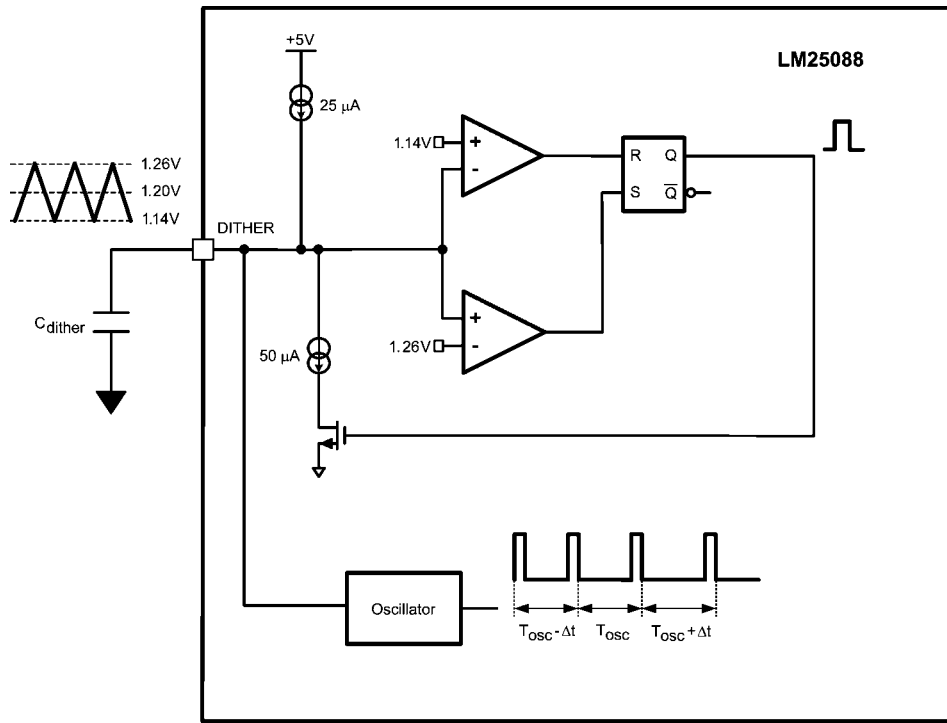 +5V
LM25088
25 μA
1.14V
+
-
R Q
S Q̅
1.26V
1.20V
1.14V
DITHER
Cdither
50 μA
+
1.26V
-
Oscillator
Tosc - Δt
Tosc
Tosc + Δt